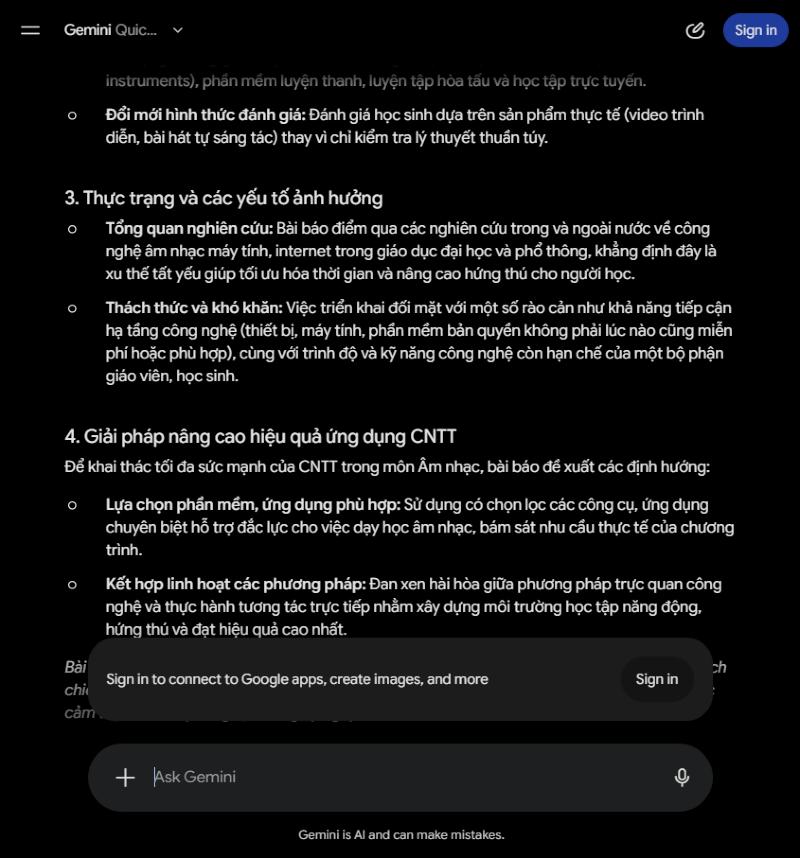 Gemini Quic...
Sign in
instruments), phần mềm luyện thanh, luyện tập hòa tấu và học tập trực tuyến.
Đổi mới hình thức đánh giá: Đánh giá học sinh dựa trên sản phẩm thực tế (video trình
diễn, bài hát tự sáng tác) thay vì chỉ kiểm tra lý thuyết thuần túy.
3. Thực trạng và các yếu tố ảnh hưởng
Tổng quan nghiên cứu: Bài báo điểm qua các nghiên cứu trong và ngoài nước về công
nghệ âm nhạc máy tính, internet trong giáo dục đại học và phổ thông, khẳng định đây là
xu thế tất yếu giúp tối ưu hóa thời gian và nâng cao hứng thú cho người học.
Thách thức và khó khăn: Việc triển khai đối mặt với một số rào cản như khả năng tiếp cận
hạ tầng công nghệ (thiết bị, máy tính, phần mềm bản quyền không phải lúc nào cũng miễn
phí hoặc phù hợp), cùng với trình độ và kỹ năng công nghệ còn hạn chế của một bộ phận
giáo viên, học sinh.
4. Giải pháp nâng cao hiệu quả ứng dụng CNTT
Để khai thác tối đa sức mạnh của CNTT trong môn Âm nhạc, bài báo đề xuất các định hướng:
Lựa chọn phần mềm, ứng dụng phù hợp: Sử dụng có chọn lọc các công cụ, ứng dụng
chuyên biệt hỗ trợ đắc lực cho việc dạy học âm nhạc, bám sát nhu cầu thực tế của chương
trình.
Kết hợp linh hoạt các phương pháp: Đan xen hài hòa giữa phương pháp trực quan công
nghệ và thực hành tương tác trực tiếp nhằm xây dựng môi trường học tập năng động,
hứng thú và đạt hiệu quả cao nhất.
Bài
Sign in to connect to Google apps, create images, and more
Sign in
Ask Gemini
Gemini is AI and can make mistakes.